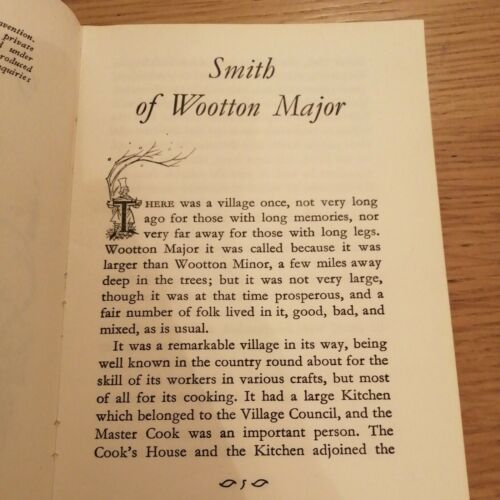 nvention.
private
under
roduced
nquiries
Smith
of Wootton Major
THERE was a village once, not very long
ago for those with long memories, nor
very far away for those with long legs.
Wootton Major it was called because it was
larger than Wootton Minor, a few miles away
deep in the trees; but it was not very large,
though it was at that time prosperous, and a
fair number of folk lived in it, good, bad, and
mixed, as is usual.
It was a remarkable village in its way, being
well known in the country round about for the
skill of its workers in various crafts, but most
of all for its cooking. It had a large Kitchen
which belonged to the Village Council, and the
Master Cook was an important person. The
Cook's House and the Kitchen adjoined the
5